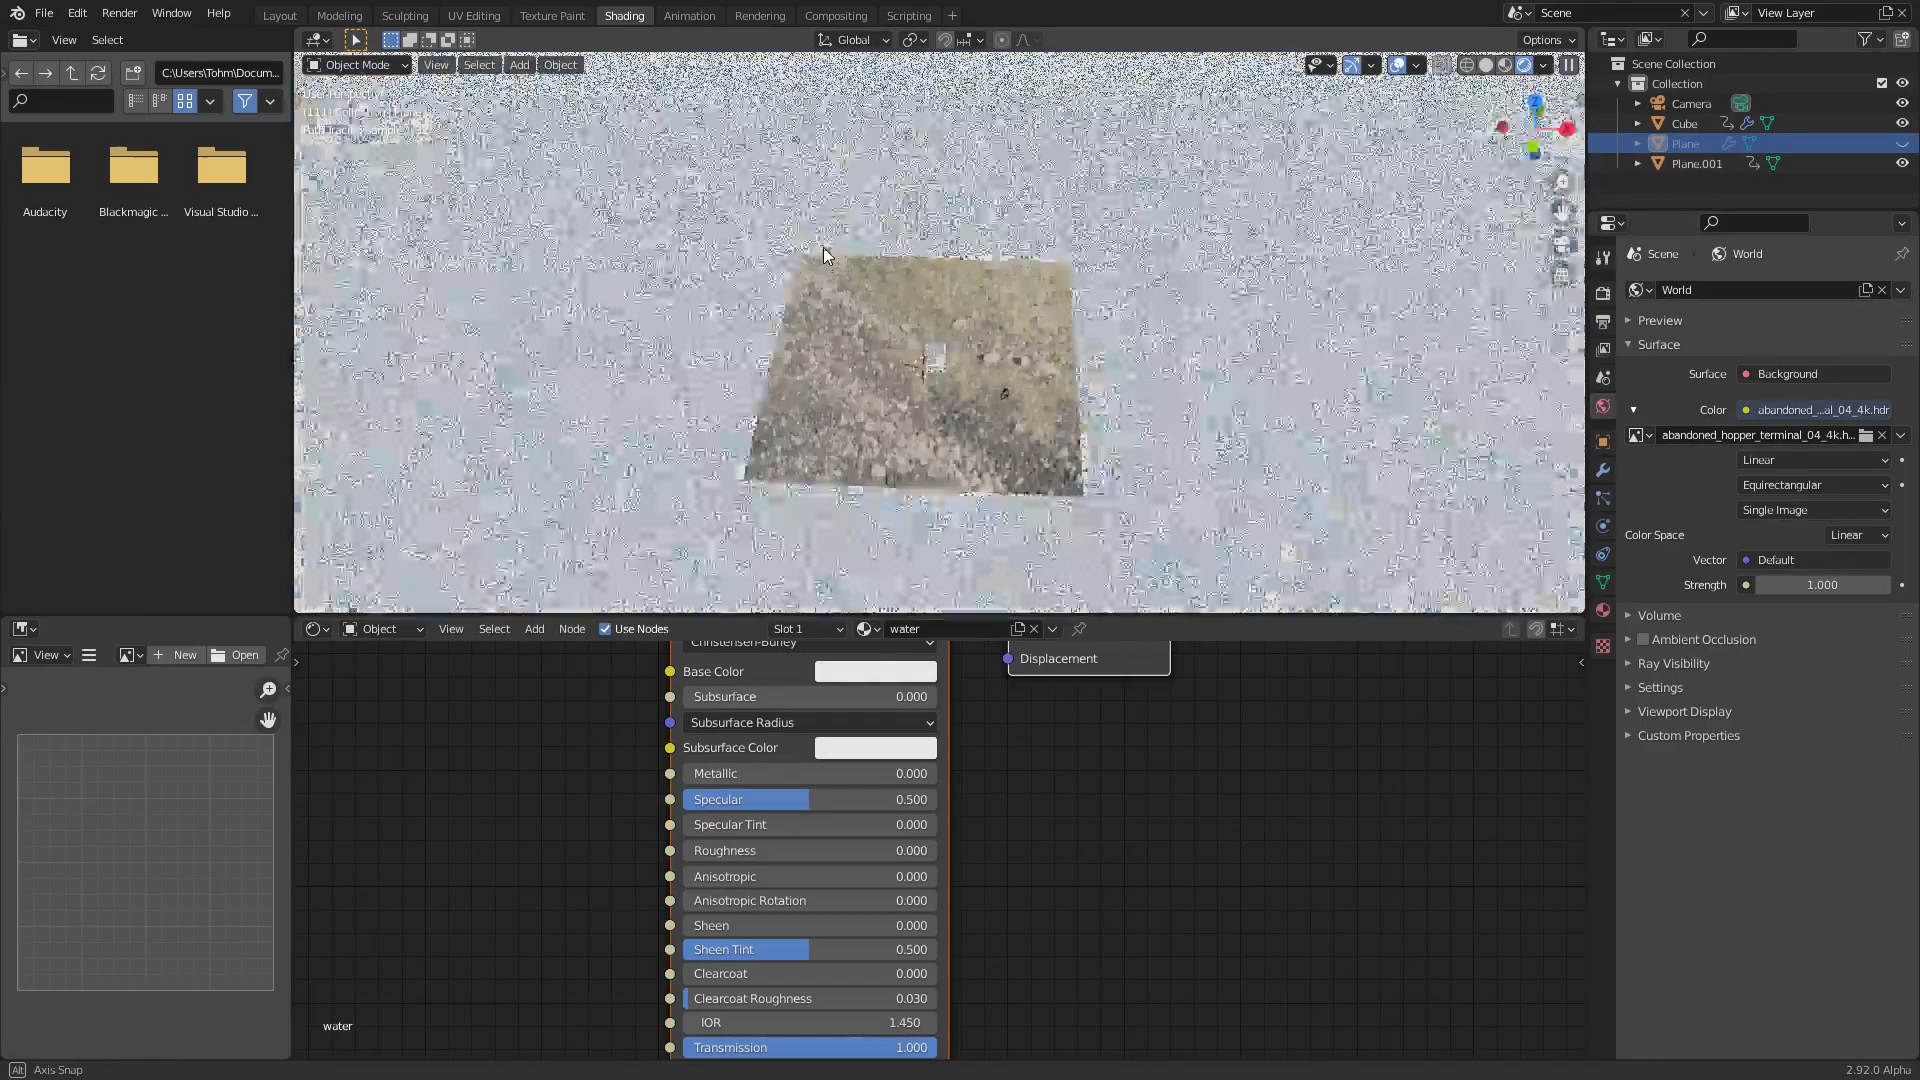 File Edit Render Window Help
Layout Modeling Sculpting UV Editing Texture Paint Shading Animation Rendering Compositing Scripting +
Scene
View Layer
View Select
Global
Options
C:\Users\Tohm\Docum...
Object Mode View Select Add Object
Audacity Blackmagic ... Visual Studio ...
Scene Collection
Collection
Camera
Cube
Plane
Plane.001
Scene World
World
Preview
Surface
Surface Background
Color abandoned_...al_04_4k.hdr
abandoned_hopper_terminal_04_4k.h...
Linear
Equirectangular
Single Image
Color Space Linear
Vector Default
Strength 1.000
Volume
Ambient Occlusion
Ray Visibility
Settings
Viewport Display
Custom Properties
Object View Select Add Node Use Nodes Slot 1 water
View New Open
Christensen-Burley
Base Color
Subsurface 0.000
Subsurface Radius
Subsurface Color
Metallic 0.000
Specular 0.500
Specular Tint 0.000
Roughness 0.000
Anisotropic 0.000
Anisotropic Rotation 0.000
Sheen 0.000
Sheen Tint 0.500
Clearcoat 0.000
Clearcoat Roughness 0.030
IOR 1.450
Transmission 1.000
Displacement
water
Alt Axis Snap
2.92.0 Alpha